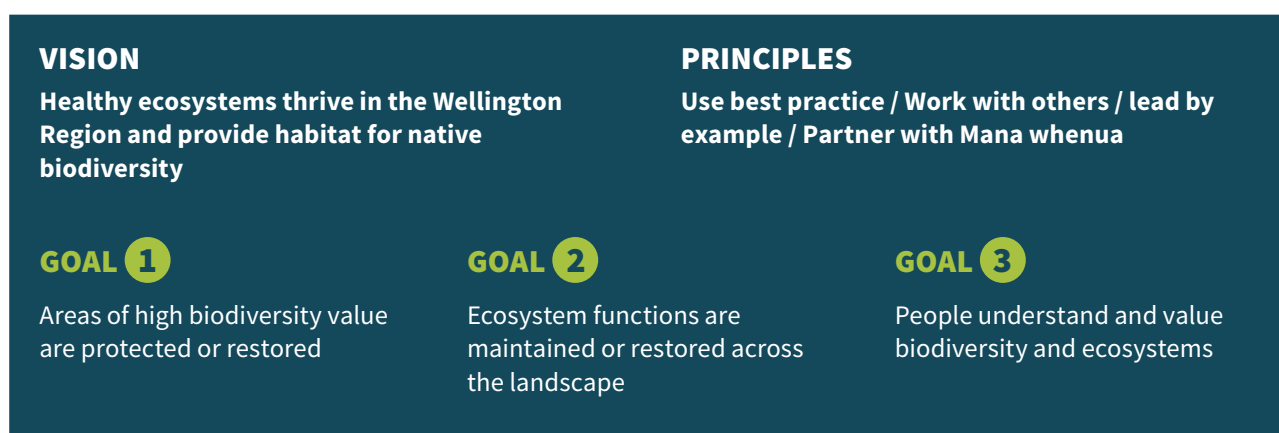 VISION
Healthy ecosystems thrive in the Wellington
Region and provide habitat for native
biodiversity
PRINCIPLES
Use best practice / Work with others / lead by
example / Partner with Mana whenua
GOAL 1
Areas of high biodiversity value
are protected or restored
GOAL 2
Ecosystem functions are
maintained or restored across
the landscape
GOAL 3
People understand and value
biodiversity and ecosystems